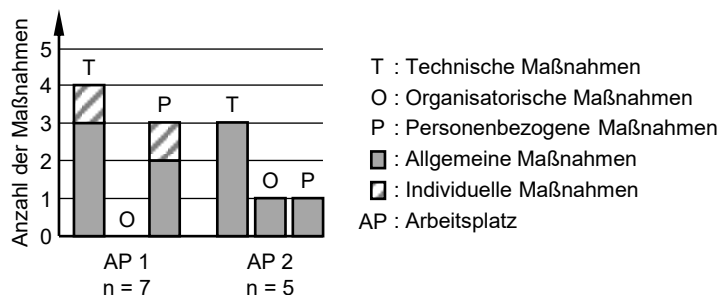 Anzahl der Maßnahmen
5
4
3
2
1
0
T
O
P
T
O
P
AP 1
n = 7
AP 2
n = 5
T : Technische Maßnahmen
O : Organisatorische Maßnahmen
P : Personenbezogene Maßnahmen
: Allgemeine Maßnahmen
: Individuelle Maßnahmen
AP : Arbeitsplatz